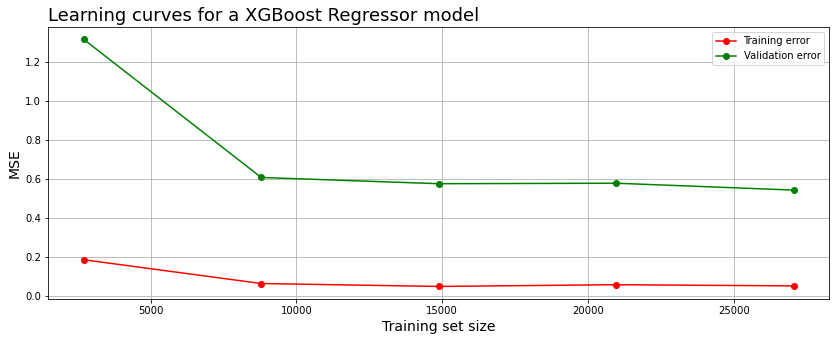 Learning curves for a XGBoost Regressor model
Training error
Validation error
MSE
1.2
1.0
0.8
0.6
0.4
0.2
0.0
5000 10000 15000 20000 25000
Training set size